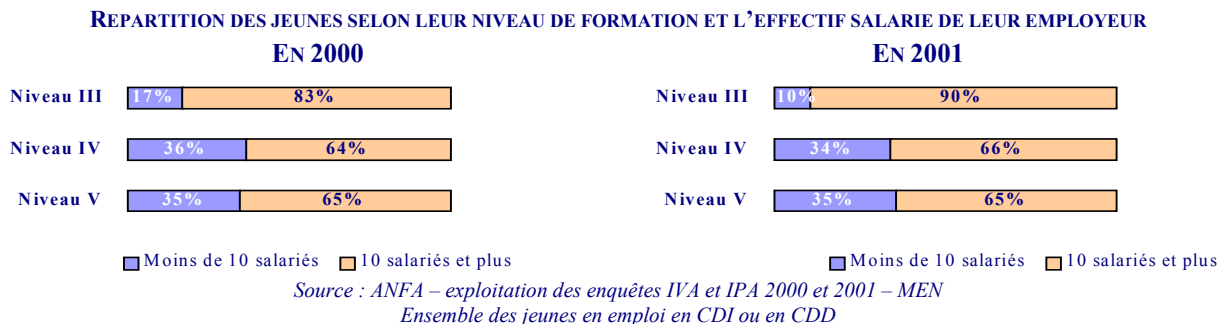 REPARTITION DES JEUNES SELON LEUR NIVEAU DE FORMATION ET L'EFFECTIF SALARIE DE LEUR EMPLOYEUR
EN 2000
Niveau III 17% 83%
Niveau IV 36% 64%
Niveau V 35% 65%
Moins de 10 salariés 10 salariés et plus
EN 2001
Niveau III 10% 90%
Niveau IV 34% 66%
Niveau V 35% 65%
Moins de 10 salariés 10 salariés et plus
Source : ANFA – exploitation des enquêtes IVA et IPA 2000 et 2001 – MEN
Ensemble des jeunes en emploi en CDI ou en CDD